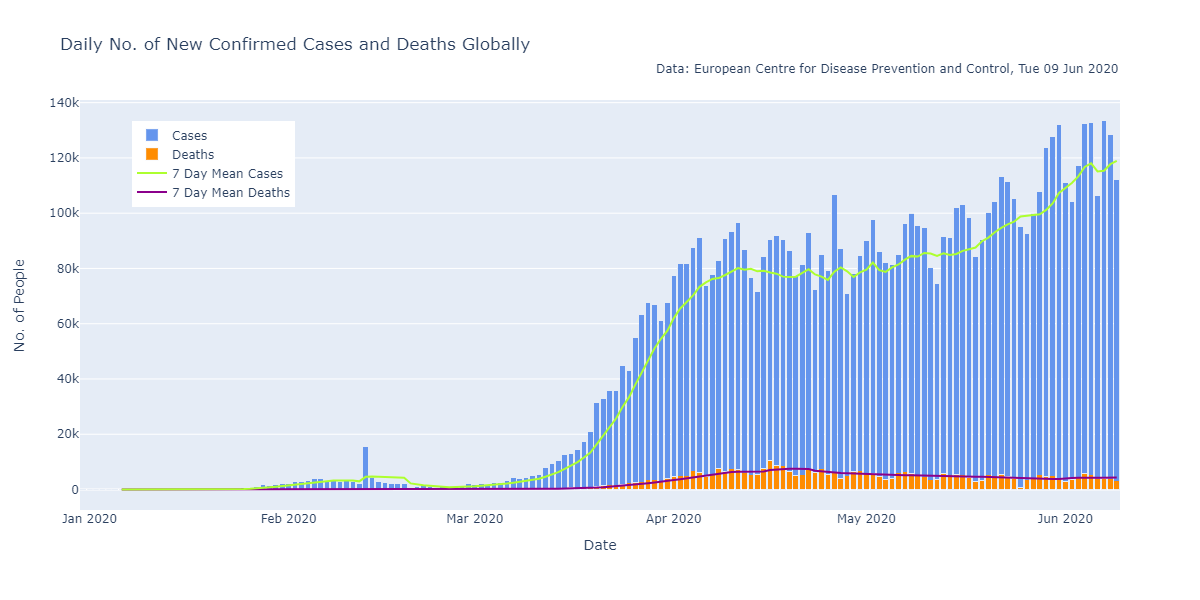 Daily No. of New Confirmed Cases and Deaths Globally
Data: European Centre for Disease Prevention and Control, Tue 09 Jun 2020
140k
120k
100k
80k
60k
40k
20k
0
No. of People
Cases
Deaths
7 Day Mean Cases
7 Day Mean Deaths
Jan 2020
Feb 2020
Mar 2020
Apr 2020
May 2020
Jun 2020
Date